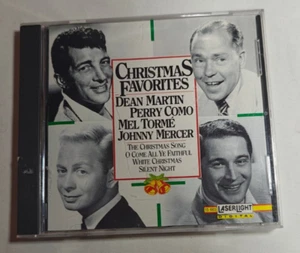 CHRISTMAS
FAVORITES
DEAN MARTIN
PERRY COMO
MEL TORMÉ
JOHNNY MERCER
THE CHRISTMAS SONG
O COME ALL YE FAITHFUL
WHITE CHRISTMAS
SILENT NIGHT
LASERLIGHT
DIGITAL